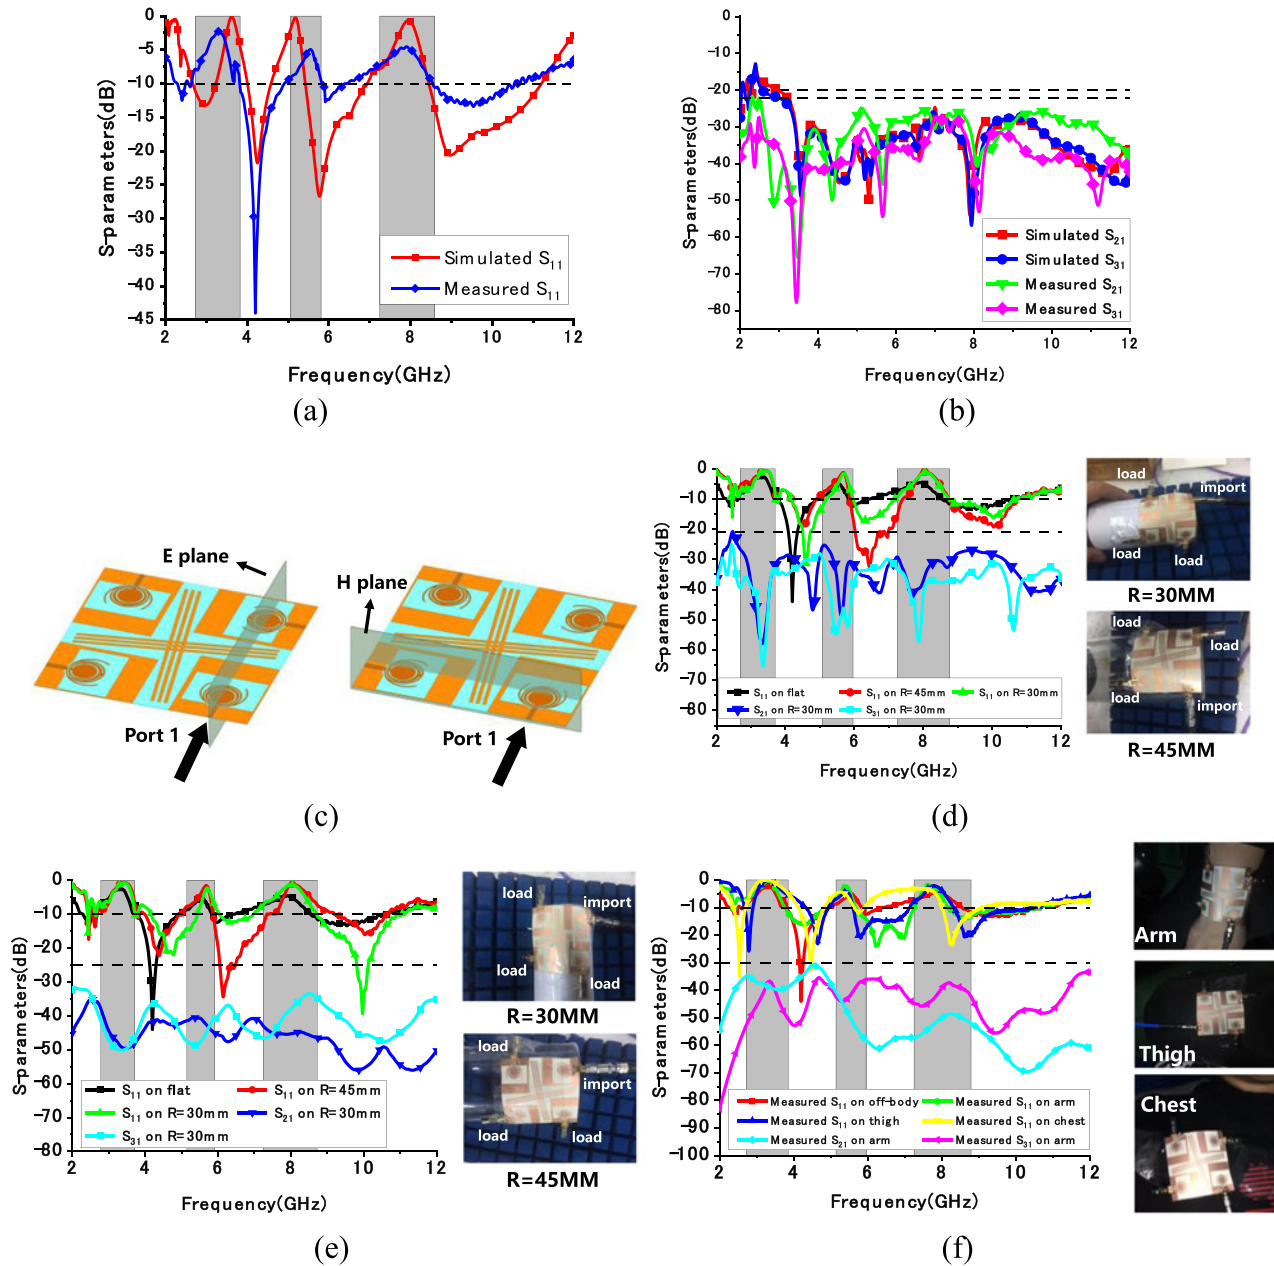 0
-5
-10
-15
-20
-25
-30
-35
-40
-45
S-parameters(dB)
Simulated S11
Measured S11
2 4 6 8 10 12
Frequency(GHz)
(a)
-10
-20
-30
-40
-50
-60
-70
-80
S-parameters(dB)
Simulated S21
Simulated S31
Measured S21
Measured S31
2 4 6 8 10 12
Frequency(GHz)
(b)
E plane
H plane
Port 1
Port 1
(c)
0
-10
-20
-30
-40
-50
-60
-70
-80
S-parameters(dB)
S11 on flat S11 on R=45mm S11 on R=30mm
S21 on R=30mm S31 on R=30mm
2 4 6 8 10 12
Frequency(GHz)
load
import
load
load
R=30MM
load
load
load
import
R=45MM
(d)
0
-10
-20
-30
-40
-50
-60
-70
-80
S-parameters(dB)
S11 on flat S11 on R=45mm
S11 on R=30mm S21 on R=30mm
S31 on R=30mm
2 4 6 8 10 12
Frequency(GHz)
load
import
load
load
R=30MM
load
import
load
load
R=45MM
(e)
0
-10
-20
-30
-40
-50
-60
-70
-80
-90
-100
S-parameters(dB)
Measured S11 on off-body Measured S11 on arm
Measured S11 on thigh Measured S11 on chest
Measured S21 on arm Measured S31 on arm
2 4 6 8 10 12
Frequency(GHz)
Arm
Thigh
Chest
(f)